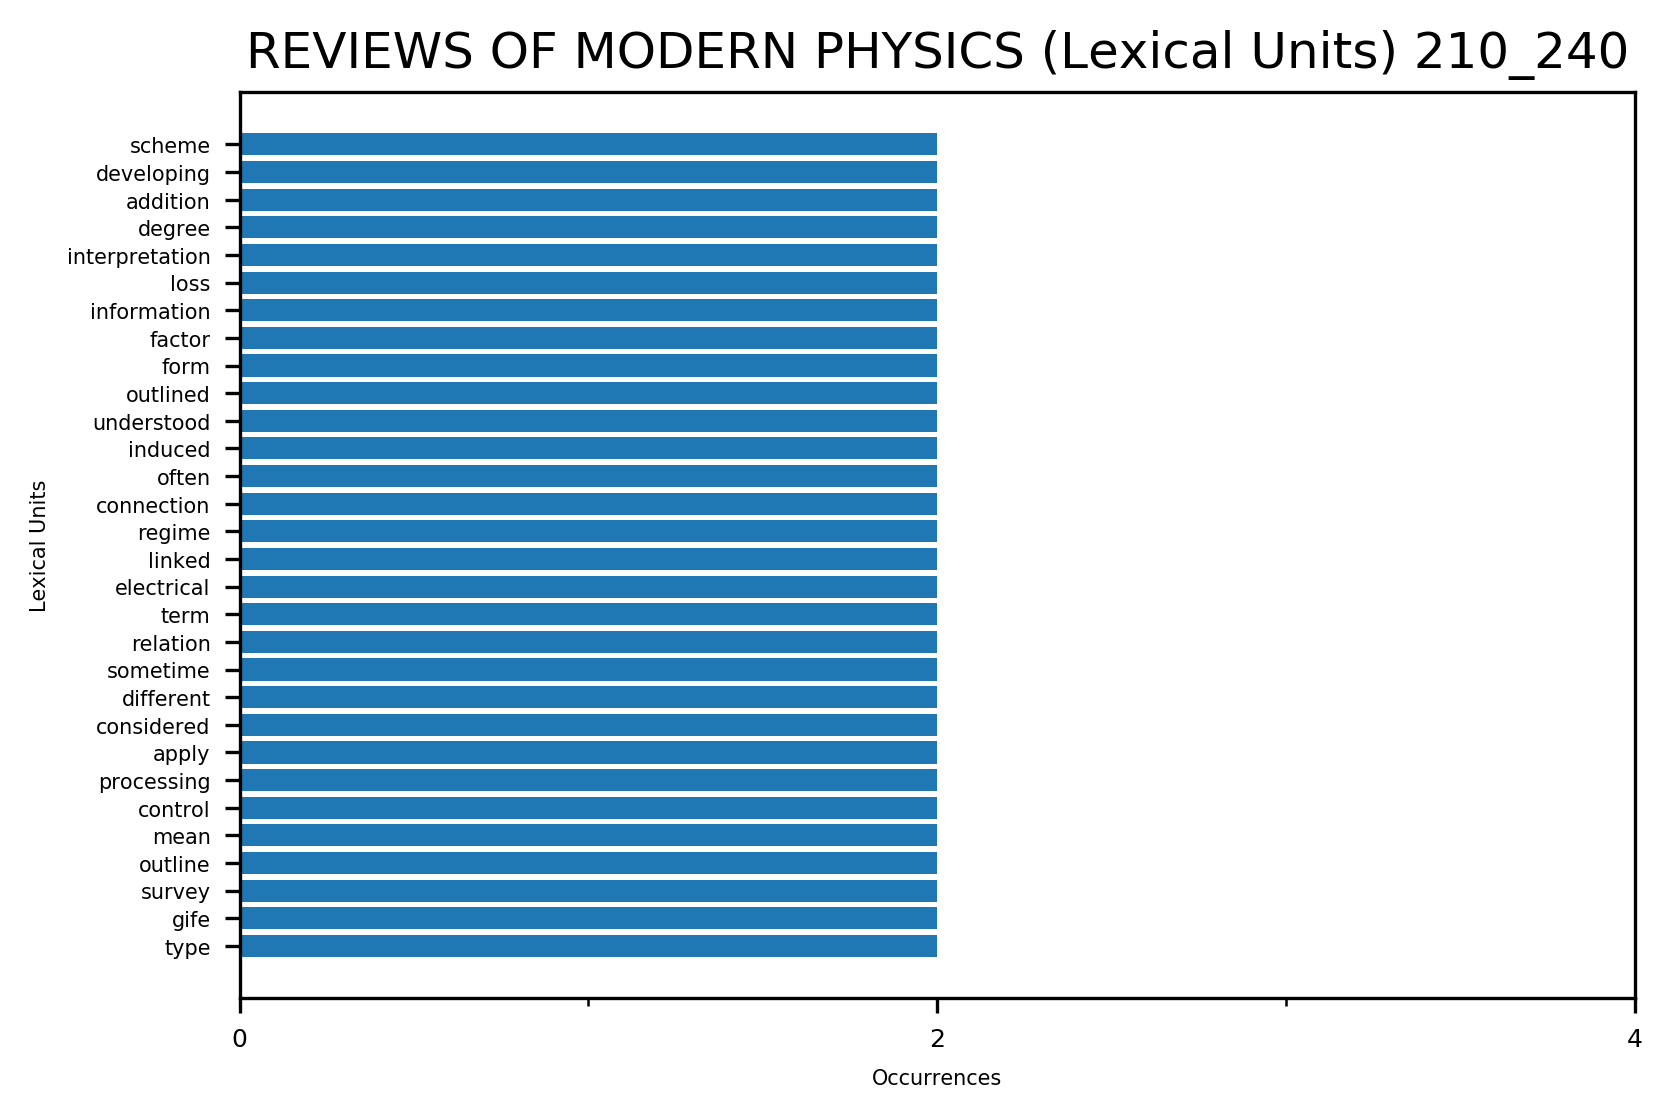 REVIEWS OF MODERN PHYSICS (Lexical Units) 210_240
scheme
developing
addition
degree
interpretation
loss
information
factor
form
outlined
understood
induced
often
connection
regime
linked
electrical
term
relation
sometime
different
considered
apply
processing
control
mean
outline
survey
gife
type
Lexical Units
0 2 4
Occurrences